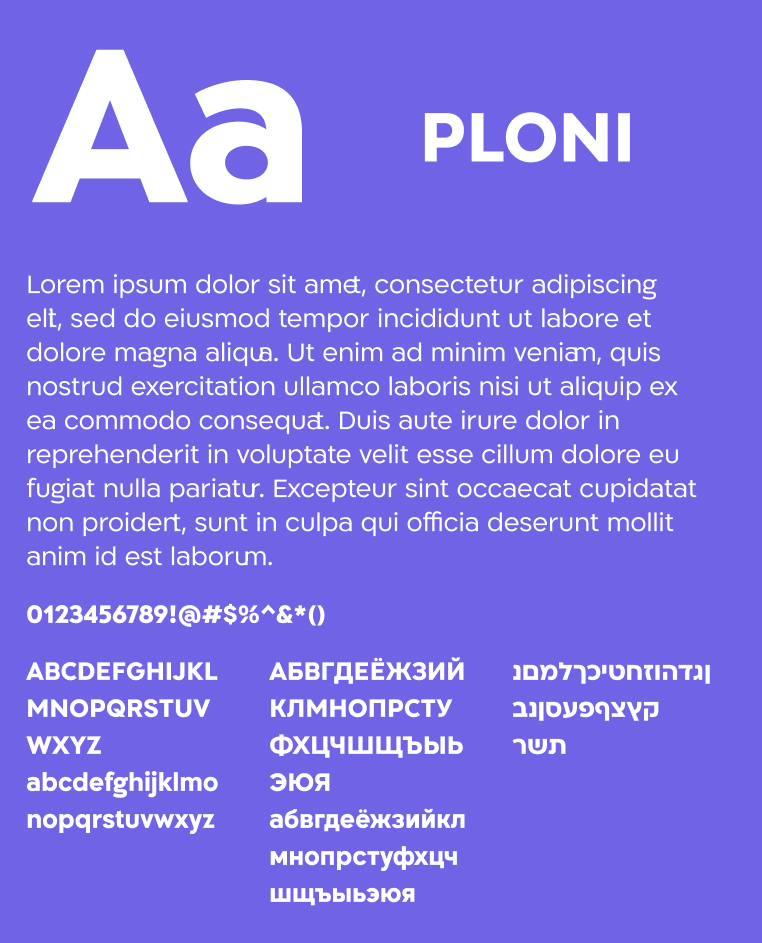 Aa
PLONI
Lorem ipsum dolor sit amet, consectetur adipiscing
elit, sed do eiusmod tempor incididunt ut labore et
dolore magna aliqua. Ut enim ad minim veniam, quis
nostrud exercitation ullamco laboris nisi ut aliquip ex
ea commodo consequat. Duis aute irure dolor in
reprehenderit in voluptate velit esse cillum dolore eu
fugiat nulla pariatur. Excepteur sint occaecat cupidatat
non proident, sunt in culpa qui officia deserunt mollit
anim id est laborum.
0123456789!@#$%^&*()
ABCDEFGHIJKL
MNOPQRSTUV
WXYZ
abcdefghijklmo
nopqrstuvwxyz
АБВГДЕЁЖЗИЙ
КЛМНОПРСТУ
ФХЦЧШЩЪЫЬ
ЭЮЯ
абвгдеёжзийкл
мнопрстуфхцч
шщъыьэюя
ןגדהוזחטיכךלמםנ
קץצףפעסןנב
תשר